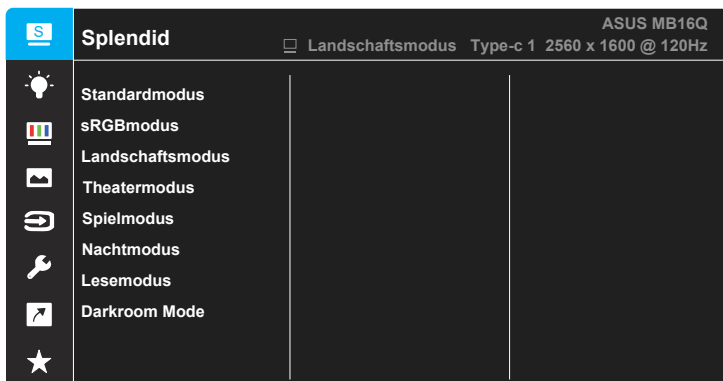 S
Splendid
ASUS MB16Q
Landschaftsmodus Type-c 1 2560 x 1600 @ 120Hz
Standardmodus
sRGBmodus
Landschaftsmodus
Theatermodus
Spielmodus
Nachtmodus
Lesemodus
Darkroom Mode